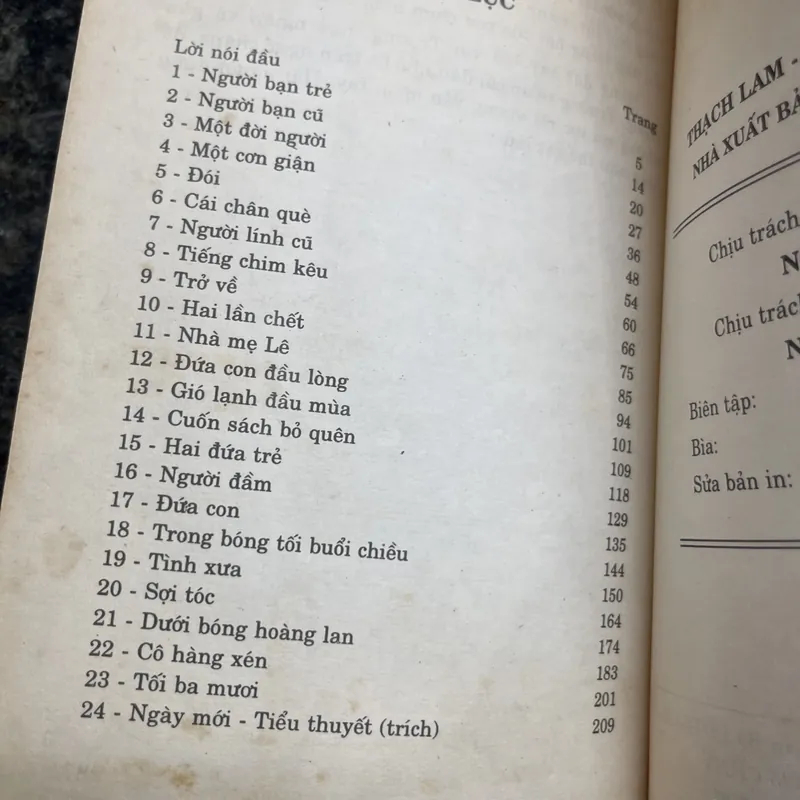 Lời nói đầu
Trang
1 - Người bạn trẻ 5
2 - Người bạn cũ 14
3 - Một đời người 20
4 - Một cơn giận 27
5 - Đói 36
6 - Cái chân què 48
7 - Người lính cũ 54
8 - Tiếng chim kêu 60
9 - Trở về 66
10 - Hai lần chết 75
11 - Nhà mẹ Lê 85
12 - Đứa con đầu lòng 94
13 - Gió lạnh đầu mùa 101
14 - Cuốn sách bỏ quên 109
15 - Hai đứa trẻ 118
16 - Người đầm 129
17 - Đứa con 135
18 - Trong bóng tối buổi chiều 144
19 - Tình xưa 150
20 - Sợi tóc 164
21 - Dưới bóng hoàng lan 174
22 - Cô hàng xén 183
23 - Tối ba mươi 201
24 - Ngày mới - Tiểu thuyết (trích) 209
THẠCH LAM -
NHÀ XUẤT
Chịu trách
N
Chịu trách
N
Biên tập:
Bìa:
Sửa bản in: